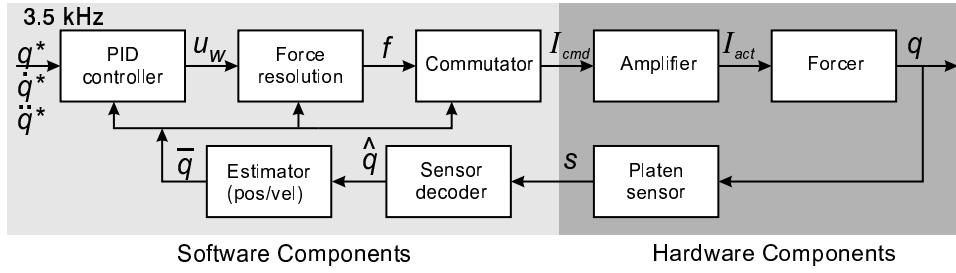 3.5 kHz
q*
q̇*
q̈*
PID controller
u_w
Force resolution
f
Commutator
I_cmd
Amplifier
I_act
Forcer
q
q̅
Estimator (pos/vel)
q̂
Sensor decoder
s
Platen sensor
Software Components
Hardware Components